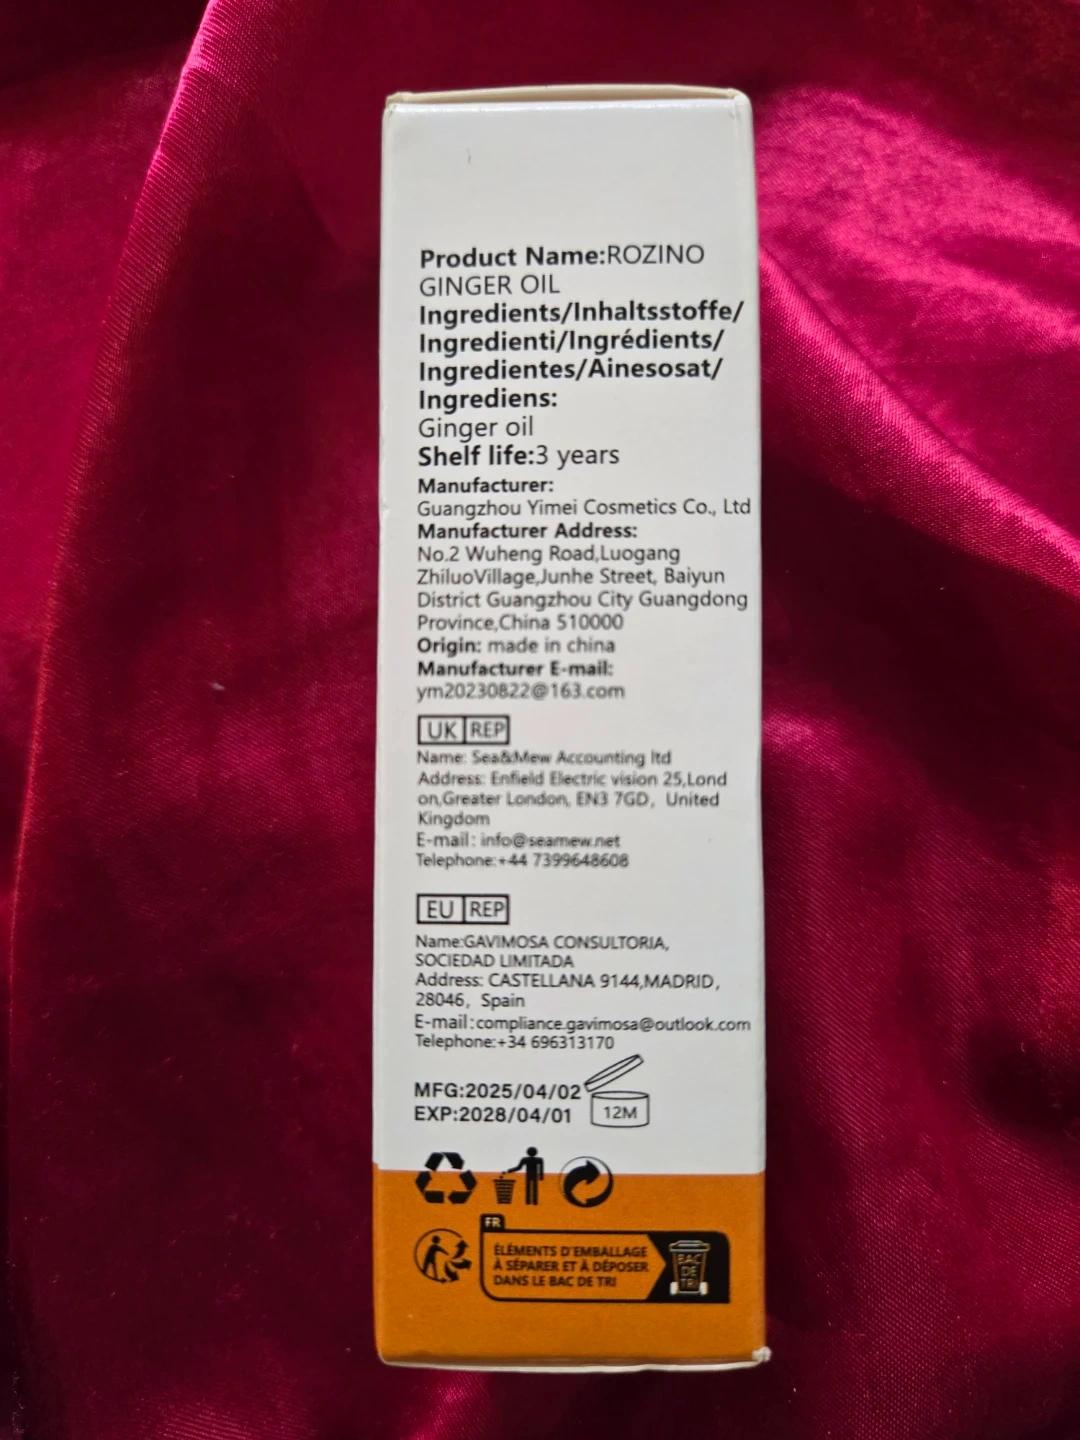 Product Name:ROZINO
GINGER OIL
Ingredients/Inhaltsstoffe/
Ingredienti/Ingrédients/
Ingredientes/Ainesosat/
Ingrediens:
Ginger oil
Shelf life:3 years
Manufacturer:
Guangzhou Yimei Cosmetics Co., Ltd
Manufacturer Address:
No.2 Wuheng Road,Luogang
ZhiluoVillage,Junhe Street, Baiyun
District Guangzhou City Guangdong
Province,China 510000
Origin: made in china
Manufacturer E-mail:
ym20230822@163.com
UK REP
Name: Sea&Mew Accounting ltd
Address: Enfield Electric vision 25,Lond
on,Greater London, EN3 7GD, United
Kingdom
E-mail: info@seamew.net
Telephone:+44 7399648608
EU REP
Name:GAVIMOSA CONSULTORIA,
SOCIEDAD LIMITADA
Address: CASTELLANA 9144,MADRID,
28046, Spain
E-mail:compliance.gavimosa@outlook.com
Telephone:+34 696313170
MFG:2025/04/02
EXP:2028/04/01
12M
FR
ÉLÉMENTS D'EMBALLAGE
À SÉPARER ET À DÉPOSER
DANS LE BAC DE TRI
BAC
DE
TRI